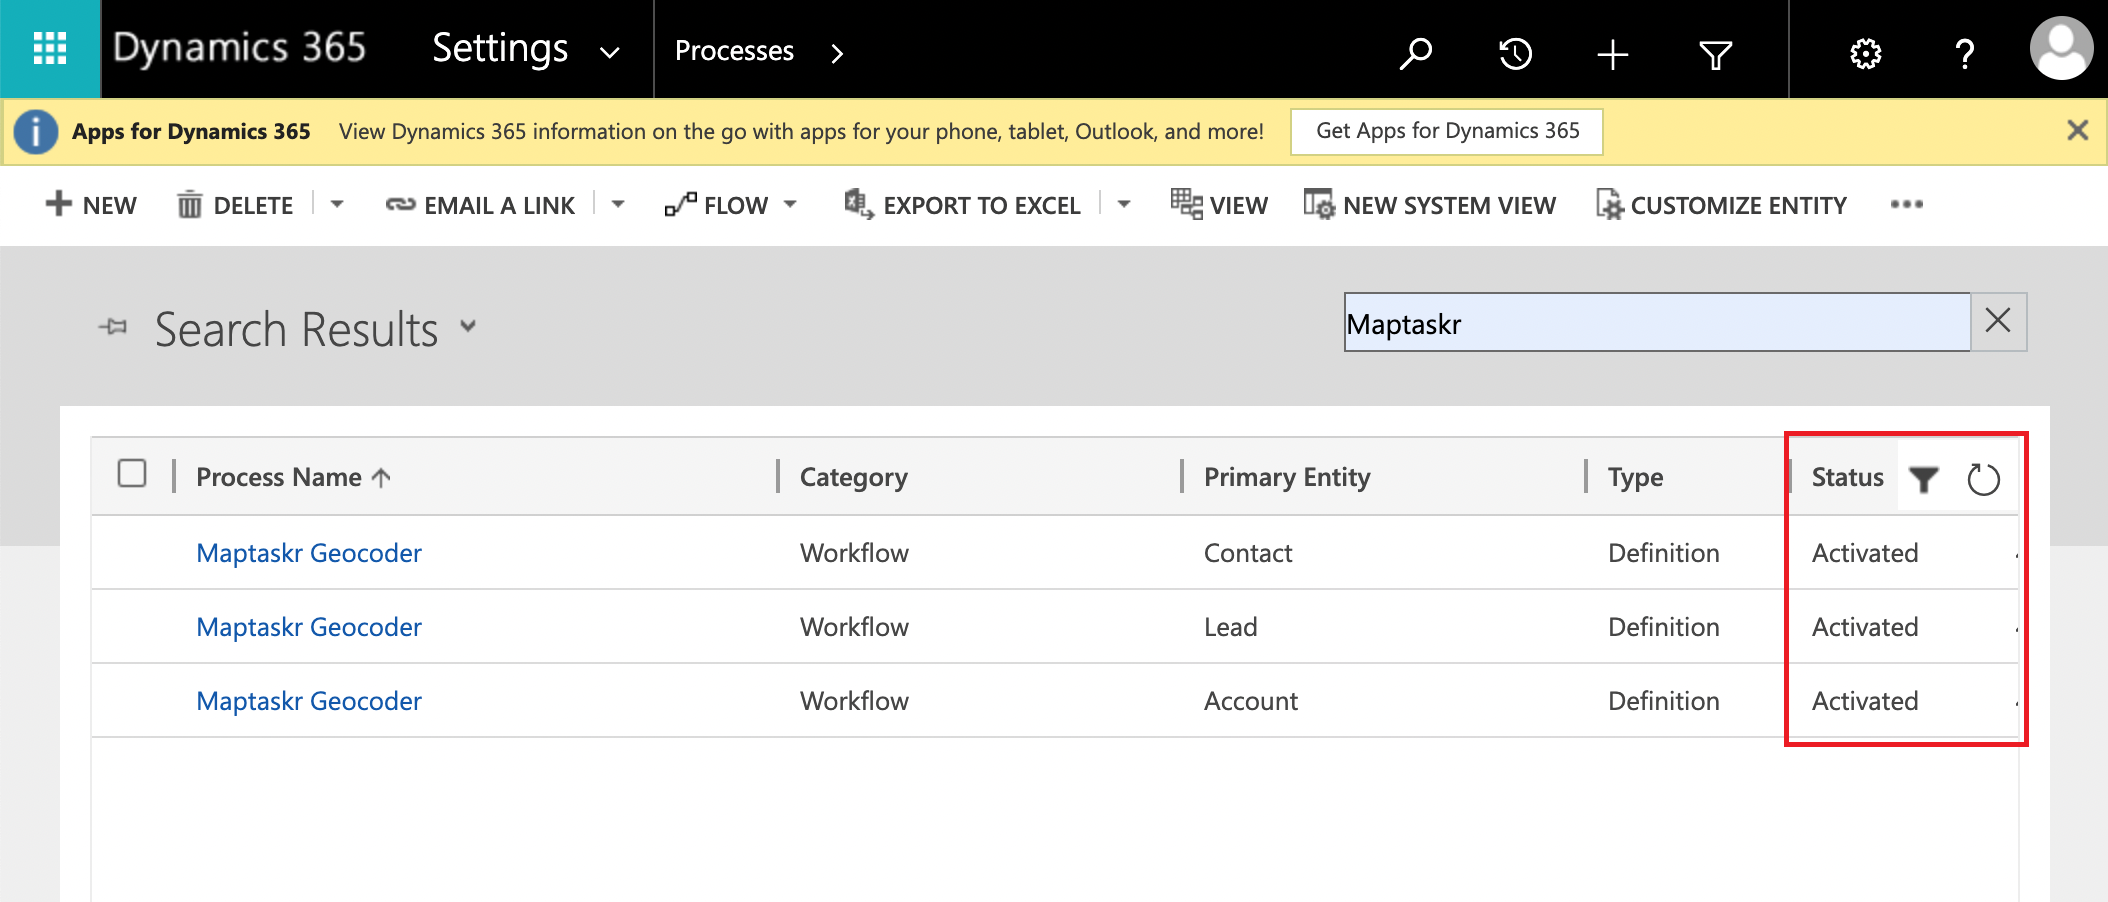 Dynamics 365 Settings Processes
Apps for Dynamics 365 View Dynamics 365 information on the go with apps for your phone, tablet, Outlook, and more! Get Apps for Dynamics 365
NEW DELETE EMAIL A LINK FLOW EXPORT TO EXCEL VIEW NEW SYSTEM VIEW CUSTOMIZE ENTITY
Search Results Maptaskr
Process Name Category Primary Entity Type Status
Maptaskr Geocoder Workflow Contact Definition Activated
Maptaskr Geocoder Workflow Lead Definition Activated
Maptaskr Geocoder Workflow Account Definition Activated